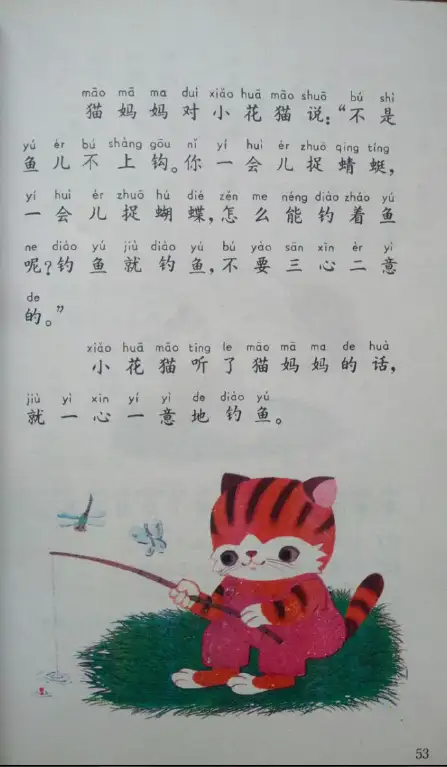 māo mā ma duì xiǎo huā māo shuō bú shì
猫妈妈对小花猫说：“不是
yú ér bú shàng gōu nǐ yí huì ér zhuō qīng tíng
鱼儿不上钩。你一会儿捉蜻蜓，
yí huì ér zhuō hú dié zěn me néng diào zháo yú
一会儿捉蝴蝶，怎么能钓着鱼
ne diào yú jiù diào yú bú yào sān xīn èr yì
呢？钓鱼就钓鱼，不要三心二意
de
的。”
xiǎo huā māo tīng le māo mā ma de huà
小花猫听了猫妈妈的话，
jiù yì xīn yí yì de diào yú
就一心一意地钓鱼。
53